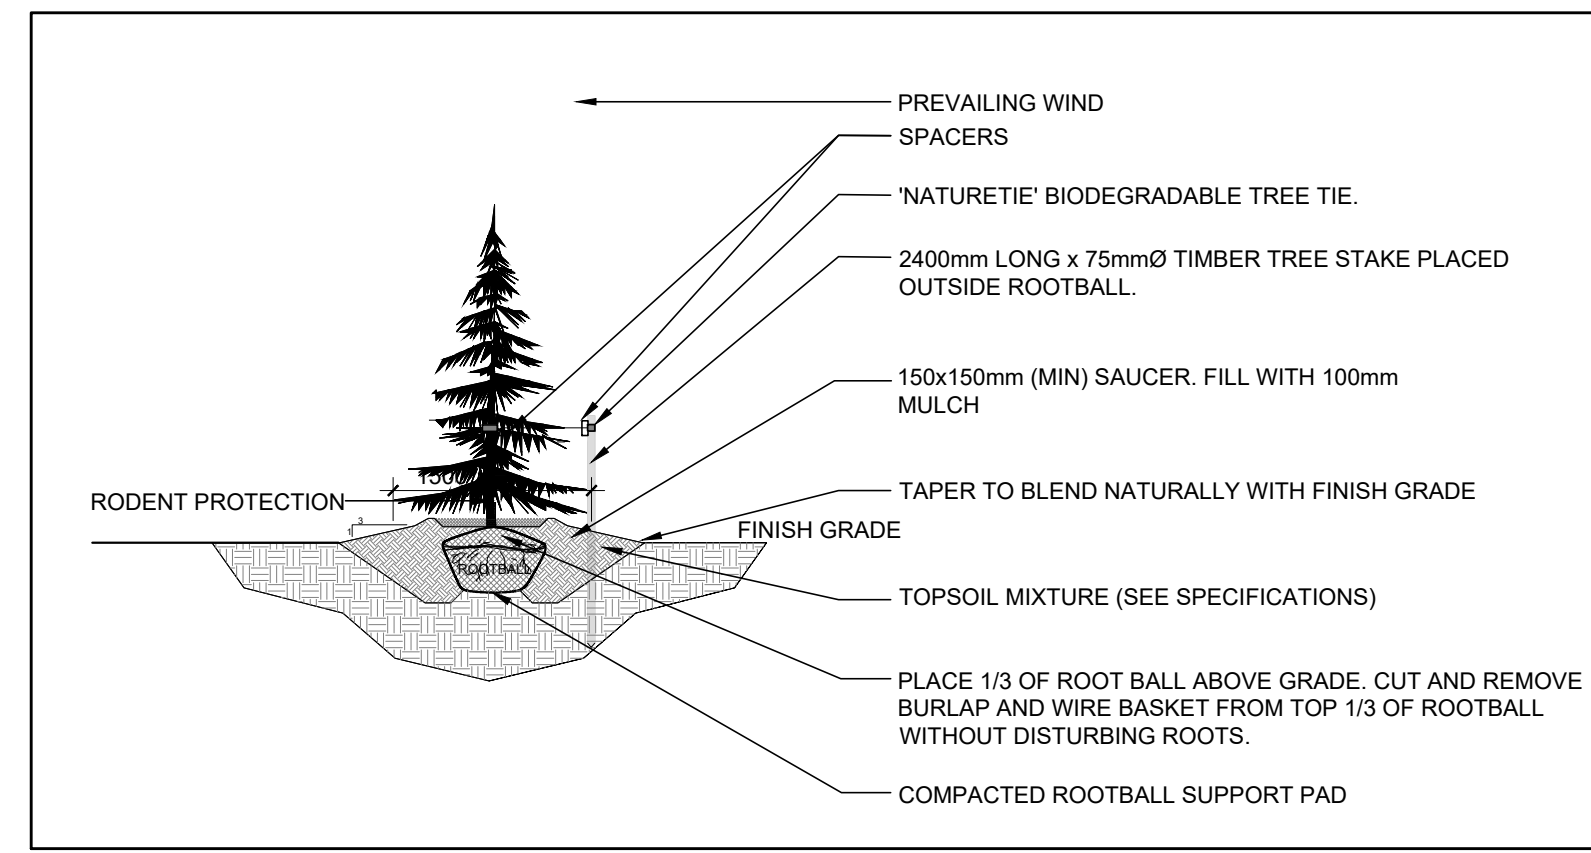 PREVAILING WIND
SPACERS
'NATURETIE' BIODEGRADABLE TREE TIE.
2400mm LONG x 75mmØ TIMBER TREE STAKE PLACED
OUTSIDE ROOTBALL.
150x150mm (MIN) SAUCER. FILL WITH 100mm
MULCH
1500
RODENT PROTECTION
TAPER TO BLEND NATURALLY WITH FINISH GRADE
3
1
FINISH GRADE
ROOTBALL
TOPSOIL MIXTURE (SEE SPECIFICATIONS)
PLACE 1/3 OF ROOT BALL ABOVE GRADE. CUT AND REMOVE
BURLAP AND WIRE BASKET FROM TOP 1/3 OF ROOTBALL
WITHOUT DISTURBING ROOTS.
COMPACTED ROOTBALL SUPPORT PAD